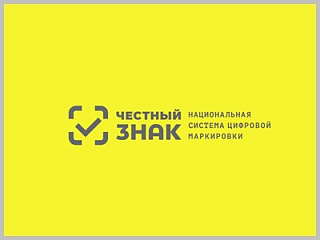 ЧЕСТНЫЙ
ЗНАК
НАЦИОНАЛЬНАЯ
СИСТЕМА ЦИФРОВОЙ
МАРКИРОВКИ